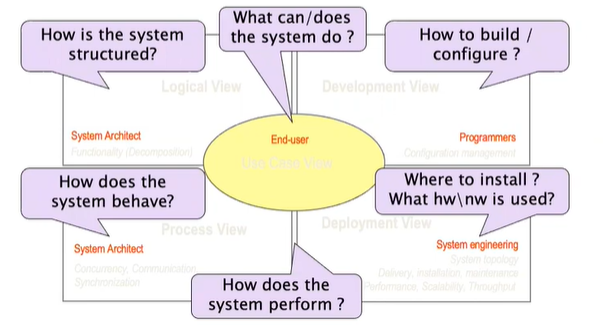 How is the system
structured?
What can/does
the system do ?
How to build /
configure ?
Logical View
Development View
System Architect
Functionality (Decomposition)
End-user
Use Case View
Programmers
Configuration management
How does the
system behave?
Where to install ?
What hw\nw is used?
Process View
Deployment View
System Architect
Concurrency, Communication
Synchronization
System engineering
System topology
Delivery, installation, maintenance
Performance, Scalability, Throughput
How does the
system perform ?